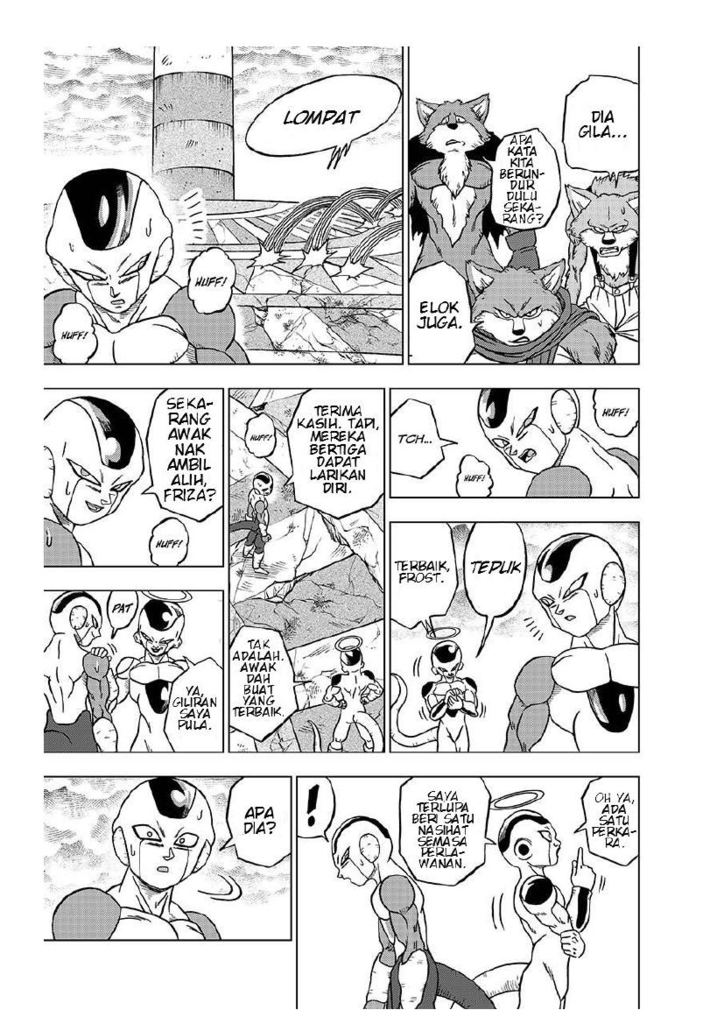 DIA
GILA...
APA
KATA
KITA
BERUN-
DUR
DULU
SEKA-
RANG?
ELOK
JUGA.
LOMPAT
HUFF!
HUFF!
HUFF!
TCH...
HUFF!
TEPUK
TERBAIK,
FROST.
TERIMA
KASIH. TAPI,
MEREKA
BERTIGA
DAPAT
LARIKAN
DIRI.
HUFF!
TAK
ADALAH.
AWAK
DAH
BUAT
YANG
TERBAIK.
SEKA-
RANG
AWAK
NAK
AMBIL
ALIH,
FRIZA?
HUFF!
PAT
YA,
GILIRAN
SAYA
PULA.
OH YA,
ADA
SATU
PERKA-
RA.
SAYA
TERLUPA
BERI SATU
NASIHAT
SEMASA
PERLA-
WANAN.
!
APA
DIA?